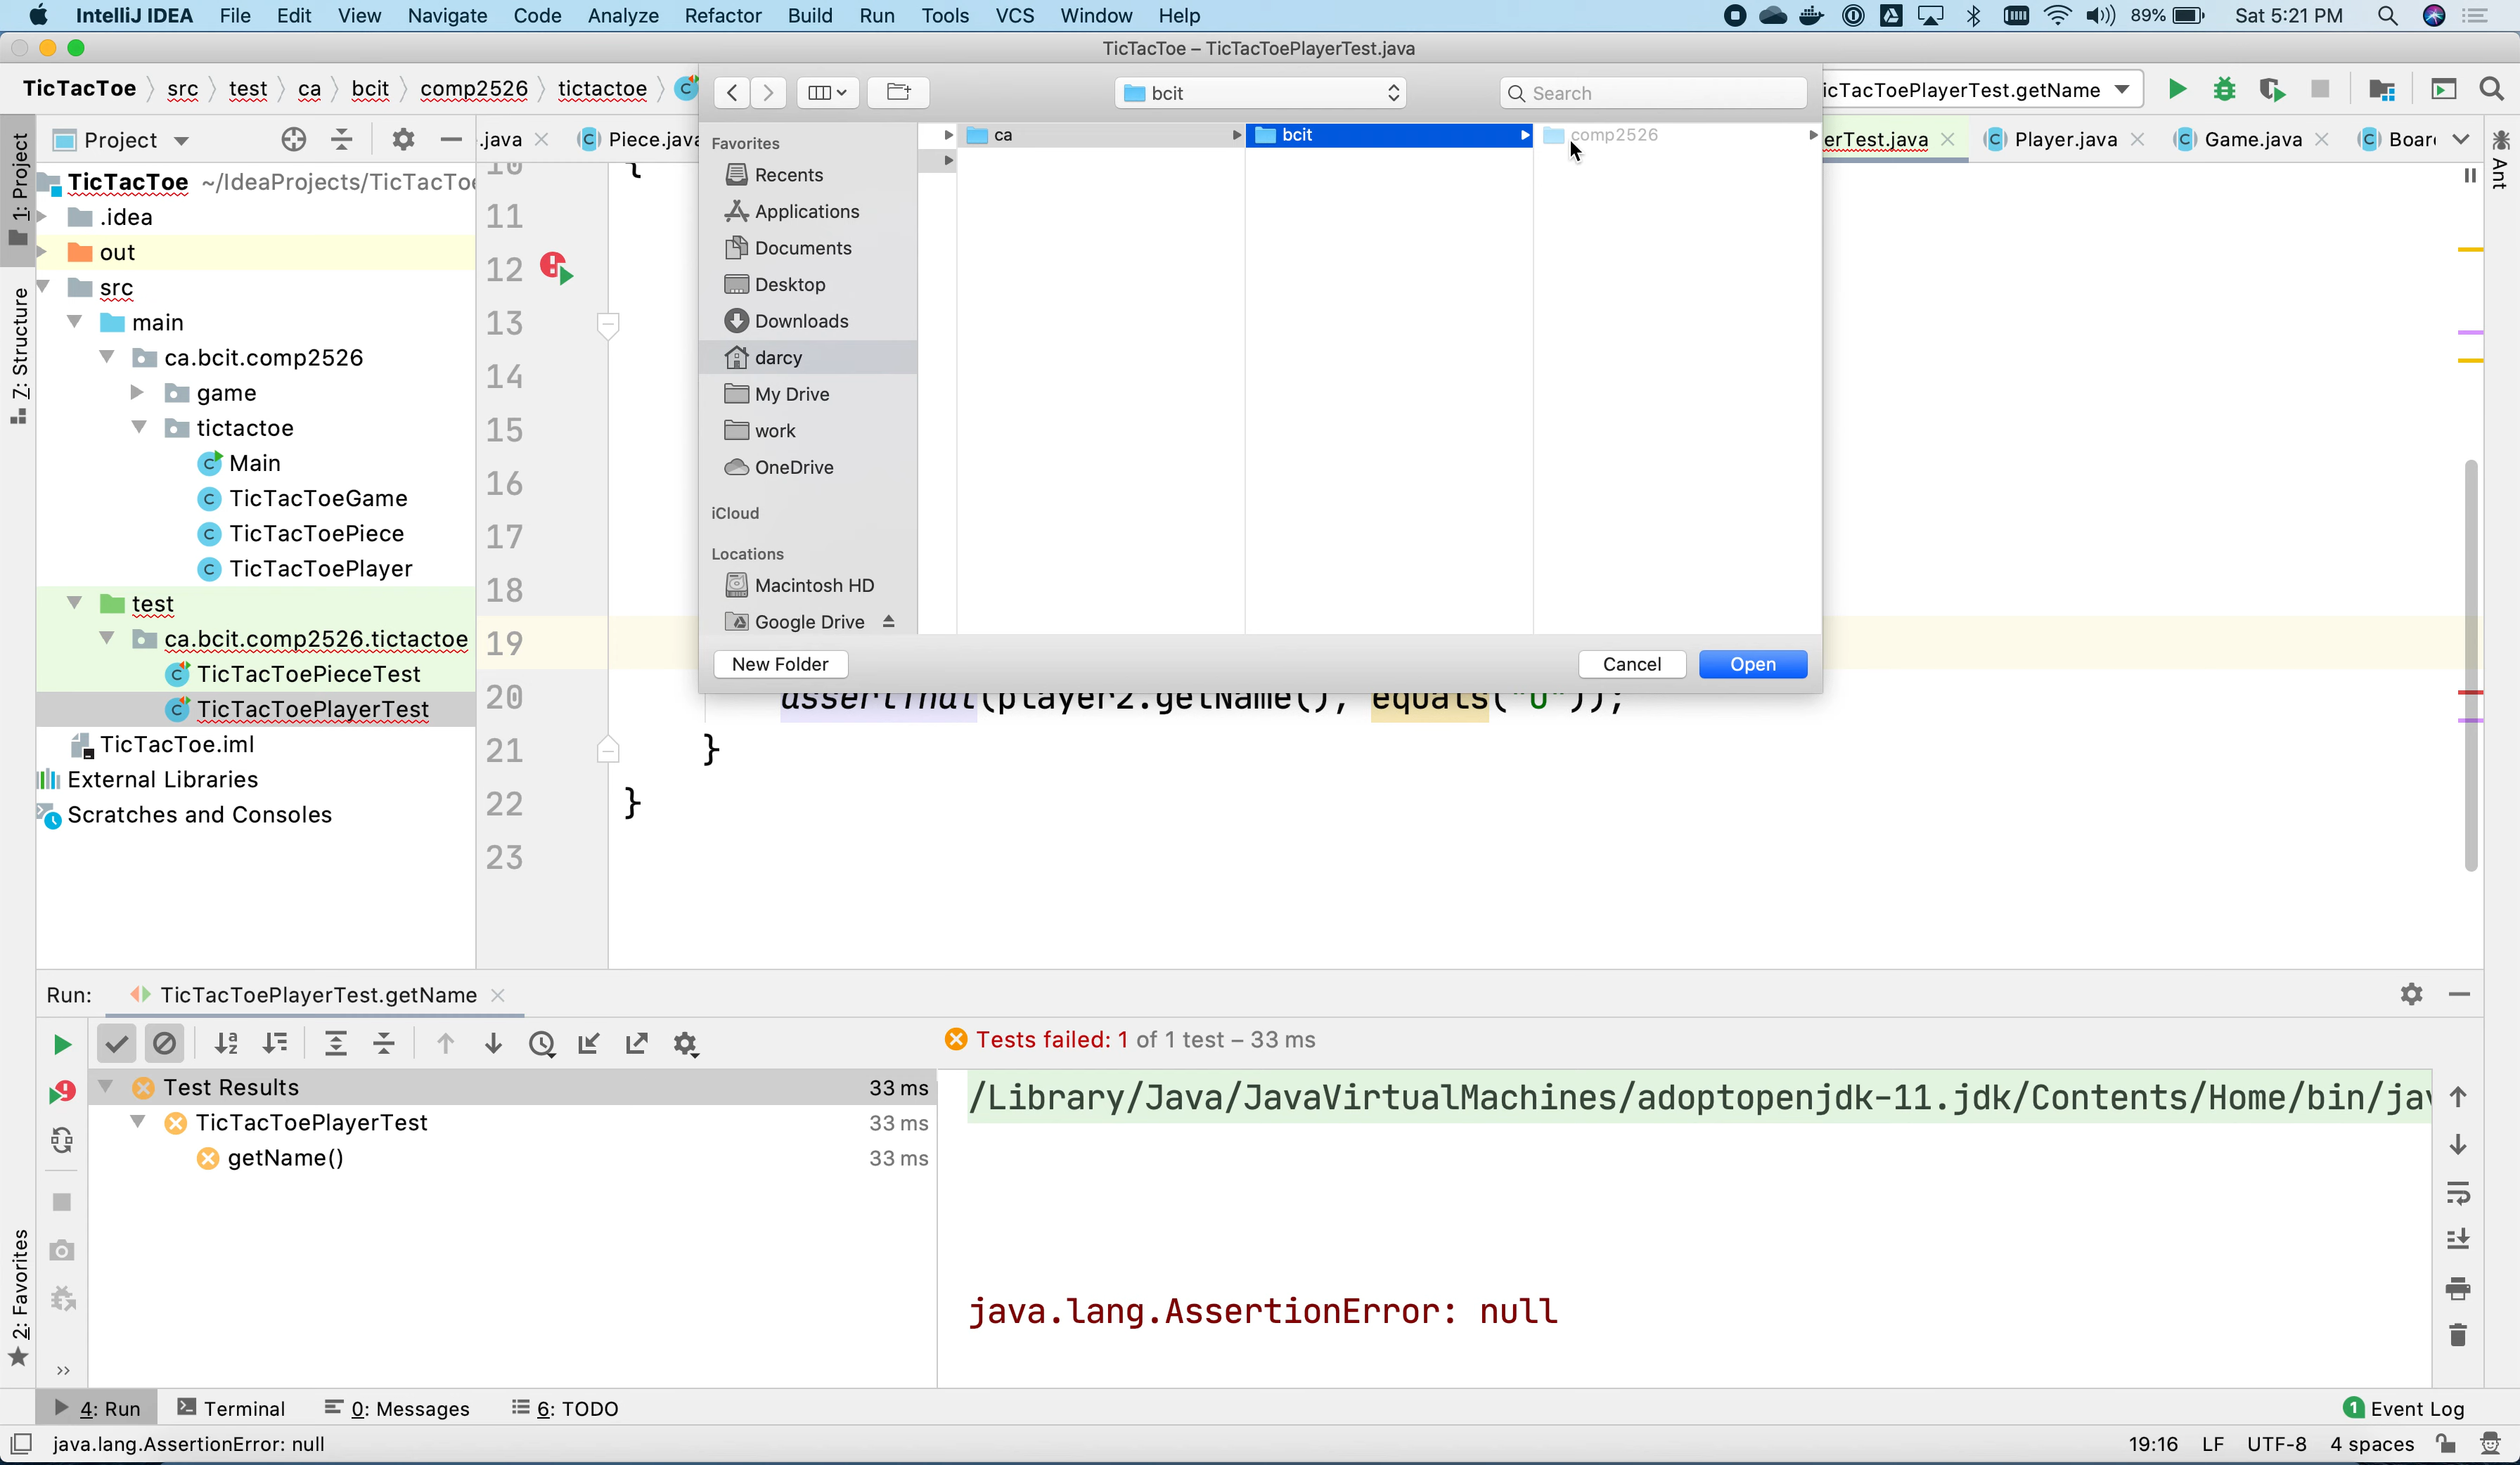 IntelliJ IDEA File Edit View Navigate Code Analyze Refactor Build Run Tools VCS Window Help 89% Sat 5:21 PM
TicTacToe – TicTacToePlayerTest.java
TicTacToe src test ca bcit comp2526 tictactoe
bcit
Search
icTacToePlayerTest.getName
1: Project
7: Structure
2: Favorites
Ant
Project
.java
Piece.java
erTest.java
Player.java
Game.java
Boar
TicTacToe ~/IdeaProjects/TicTacToe
.idea
out
src
main
ca.bcit.comp2526
game
tictactoe
Main
TicTacToeGame
TicTacToePiece
TicTacToePlayer
test
ca.bcit.comp2526.tictactoe
TicTacToePieceTest
TicTacToePlayerTest
TicTacToe.iml
External Libraries
Scratches and Consoles
10 {
11
12
13
14
15
16
17
18
19
20 assertThat(player2.getName(), equals("O"));
21 }
22 }
23
Favorites
Recents
Applications
Documents
Desktop
Downloads
darcy
My Drive
work
OneDrive
iCloud
Locations
Macintosh HD
Google Drive
ca
bcit
comp2526
New Folder
Cancel
Open
Run: TicTacToePlayerTest.getName
Tests failed: 1 of 1 test – 33 ms
Test Results 33 ms
TicTacToePlayerTest 33 ms
getName() 33 ms
/Library/Java/JavaVirtualMachines/adoptopenjdk-11.jdk/Contents/Home/bin/jav
java.lang.AssertionError: null
4: Run Terminal 0: Messages 6: TODO 1 Event Log
java.lang.AssertionError: null 19:16 LF UTF-8 4 spaces